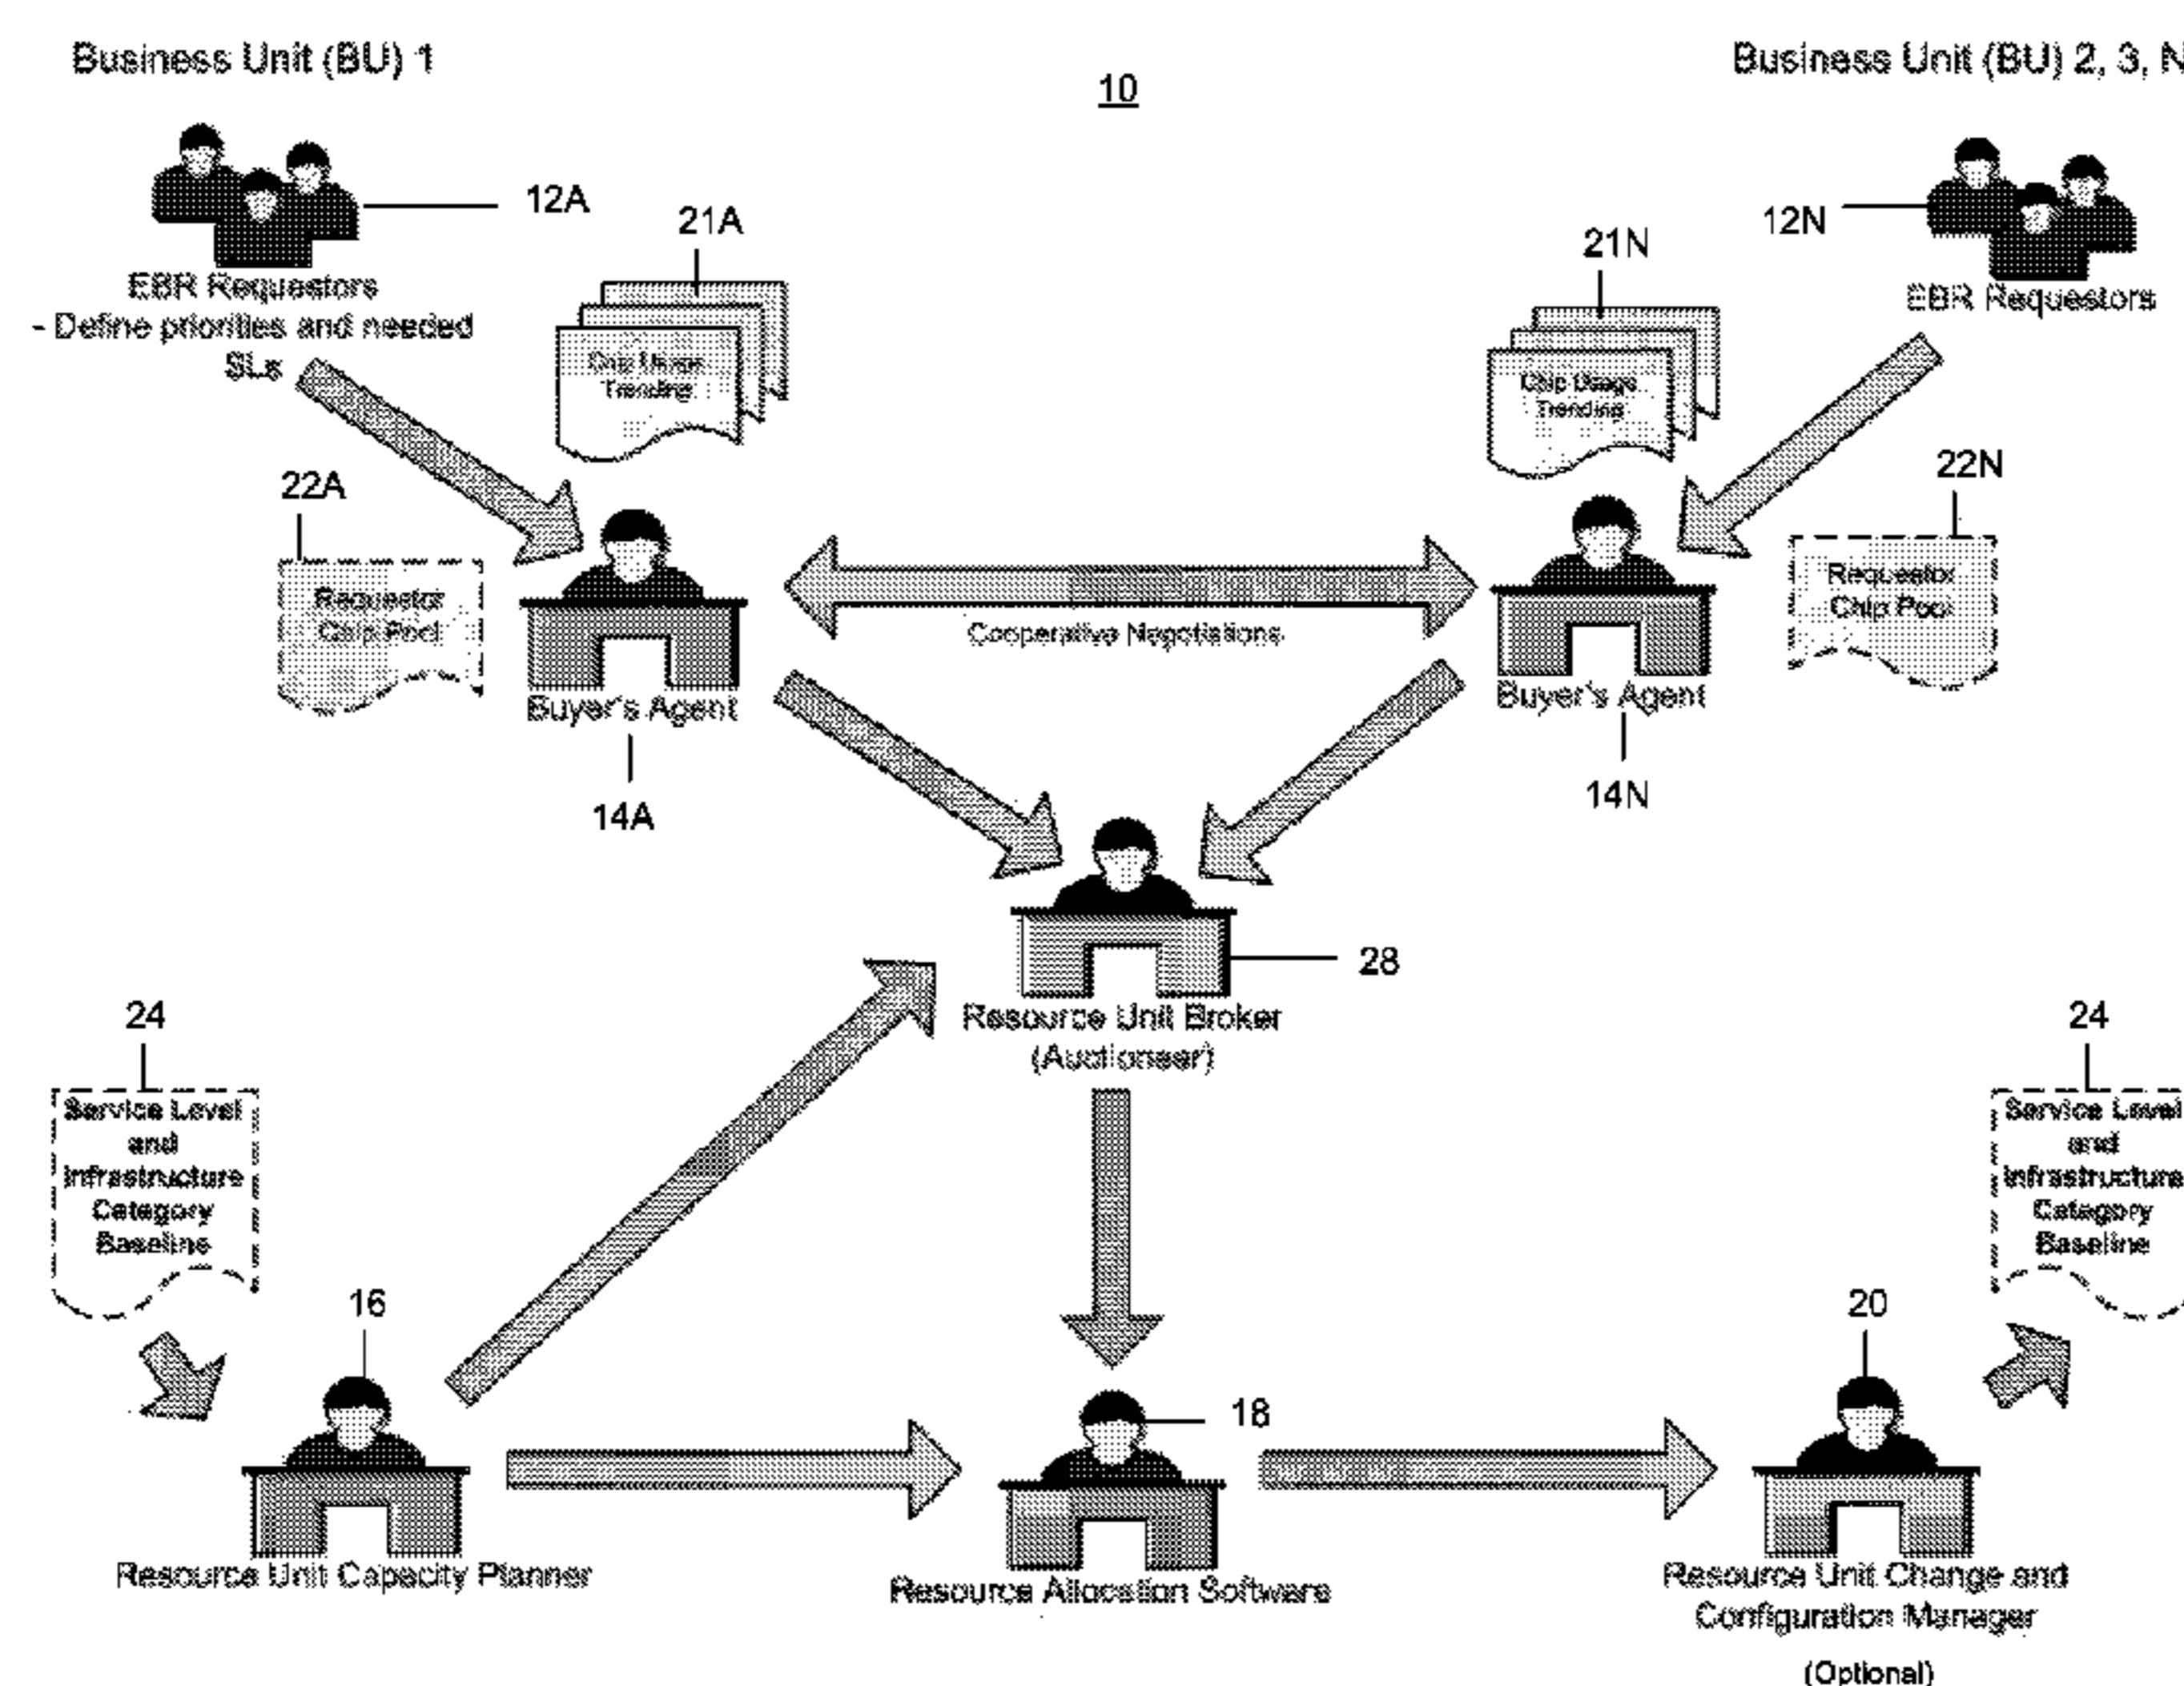 Business Unit (BU) 1
Business Unit (BU) 2, 3, N
10
12A
21A
12N
21N
EBR Requestors
- Define priorities and needed
SLs
EBR Requestors
Chip Usage
Trending
Chip Usage
Trending
22A
22N
Requestor
Chip Pool
Requestor
Chip Pool
Cooperative Negotiations
Buyer's Agent
Buyer's Agent
14A
14N
28
Resource Unit Broker
(Auctioneer)
24
24
Service Level
and
Infrastructure
Category
Baseline
Service Level
and
Infrastructure
Category
Baseline
16
20
18
Resource Unit Capacity Planner
Resource Allocation Software
Resource Unit Change and
Configuration Manager
(Optional)